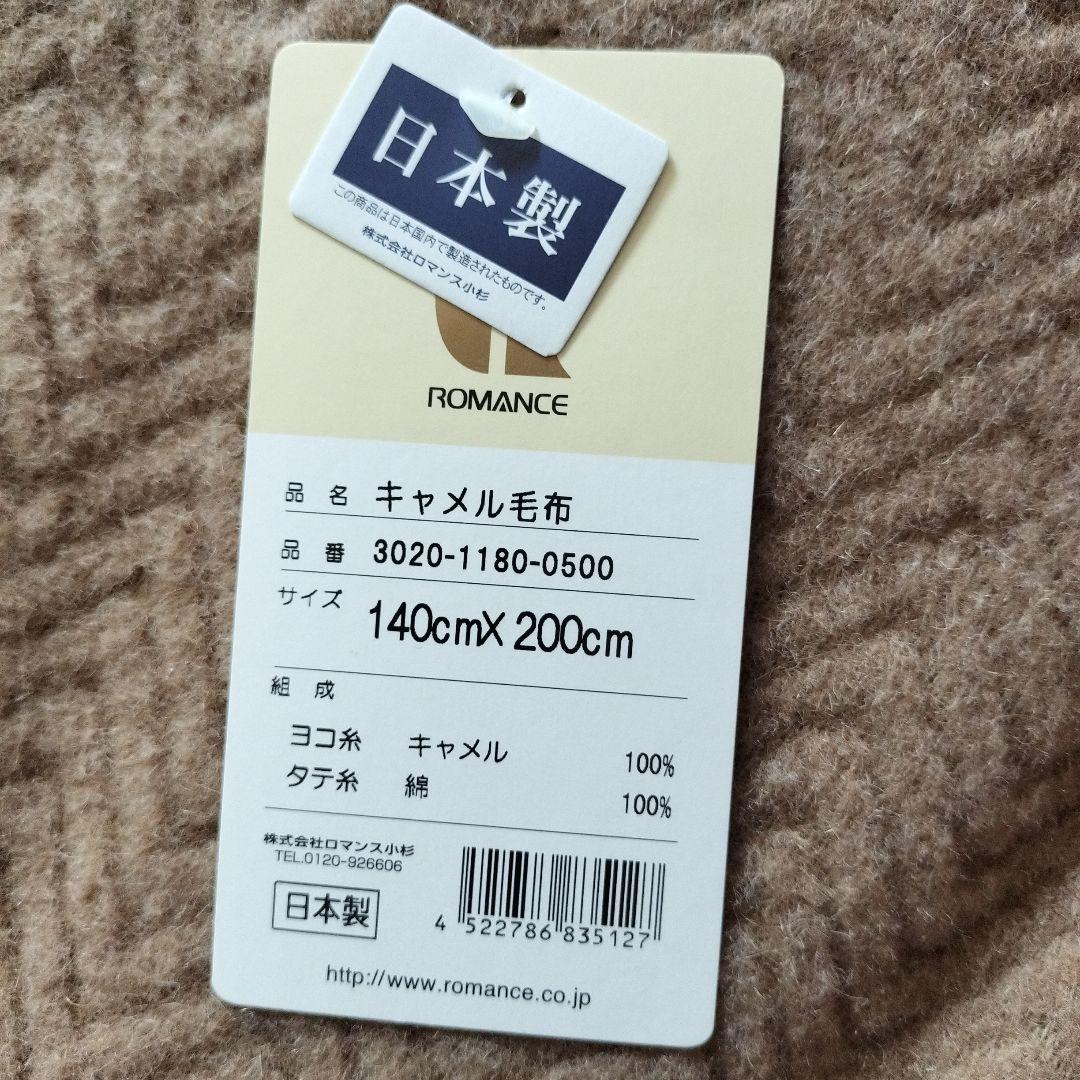 日本製
この商品は日本国内で製造されたものです。
株式会社ロマンス小杉
ROMANCE
品 名 キャメル毛布
品 番 3020-1180-0500
サイズ 140cmX200cm
組 成
ヨコ糸 キャメル 100%
タテ糸 綿 100%
株式会社ロマンス小杉
TEL.0120-926606
日本製
4 522786 835127
http://www.romance.co.jp